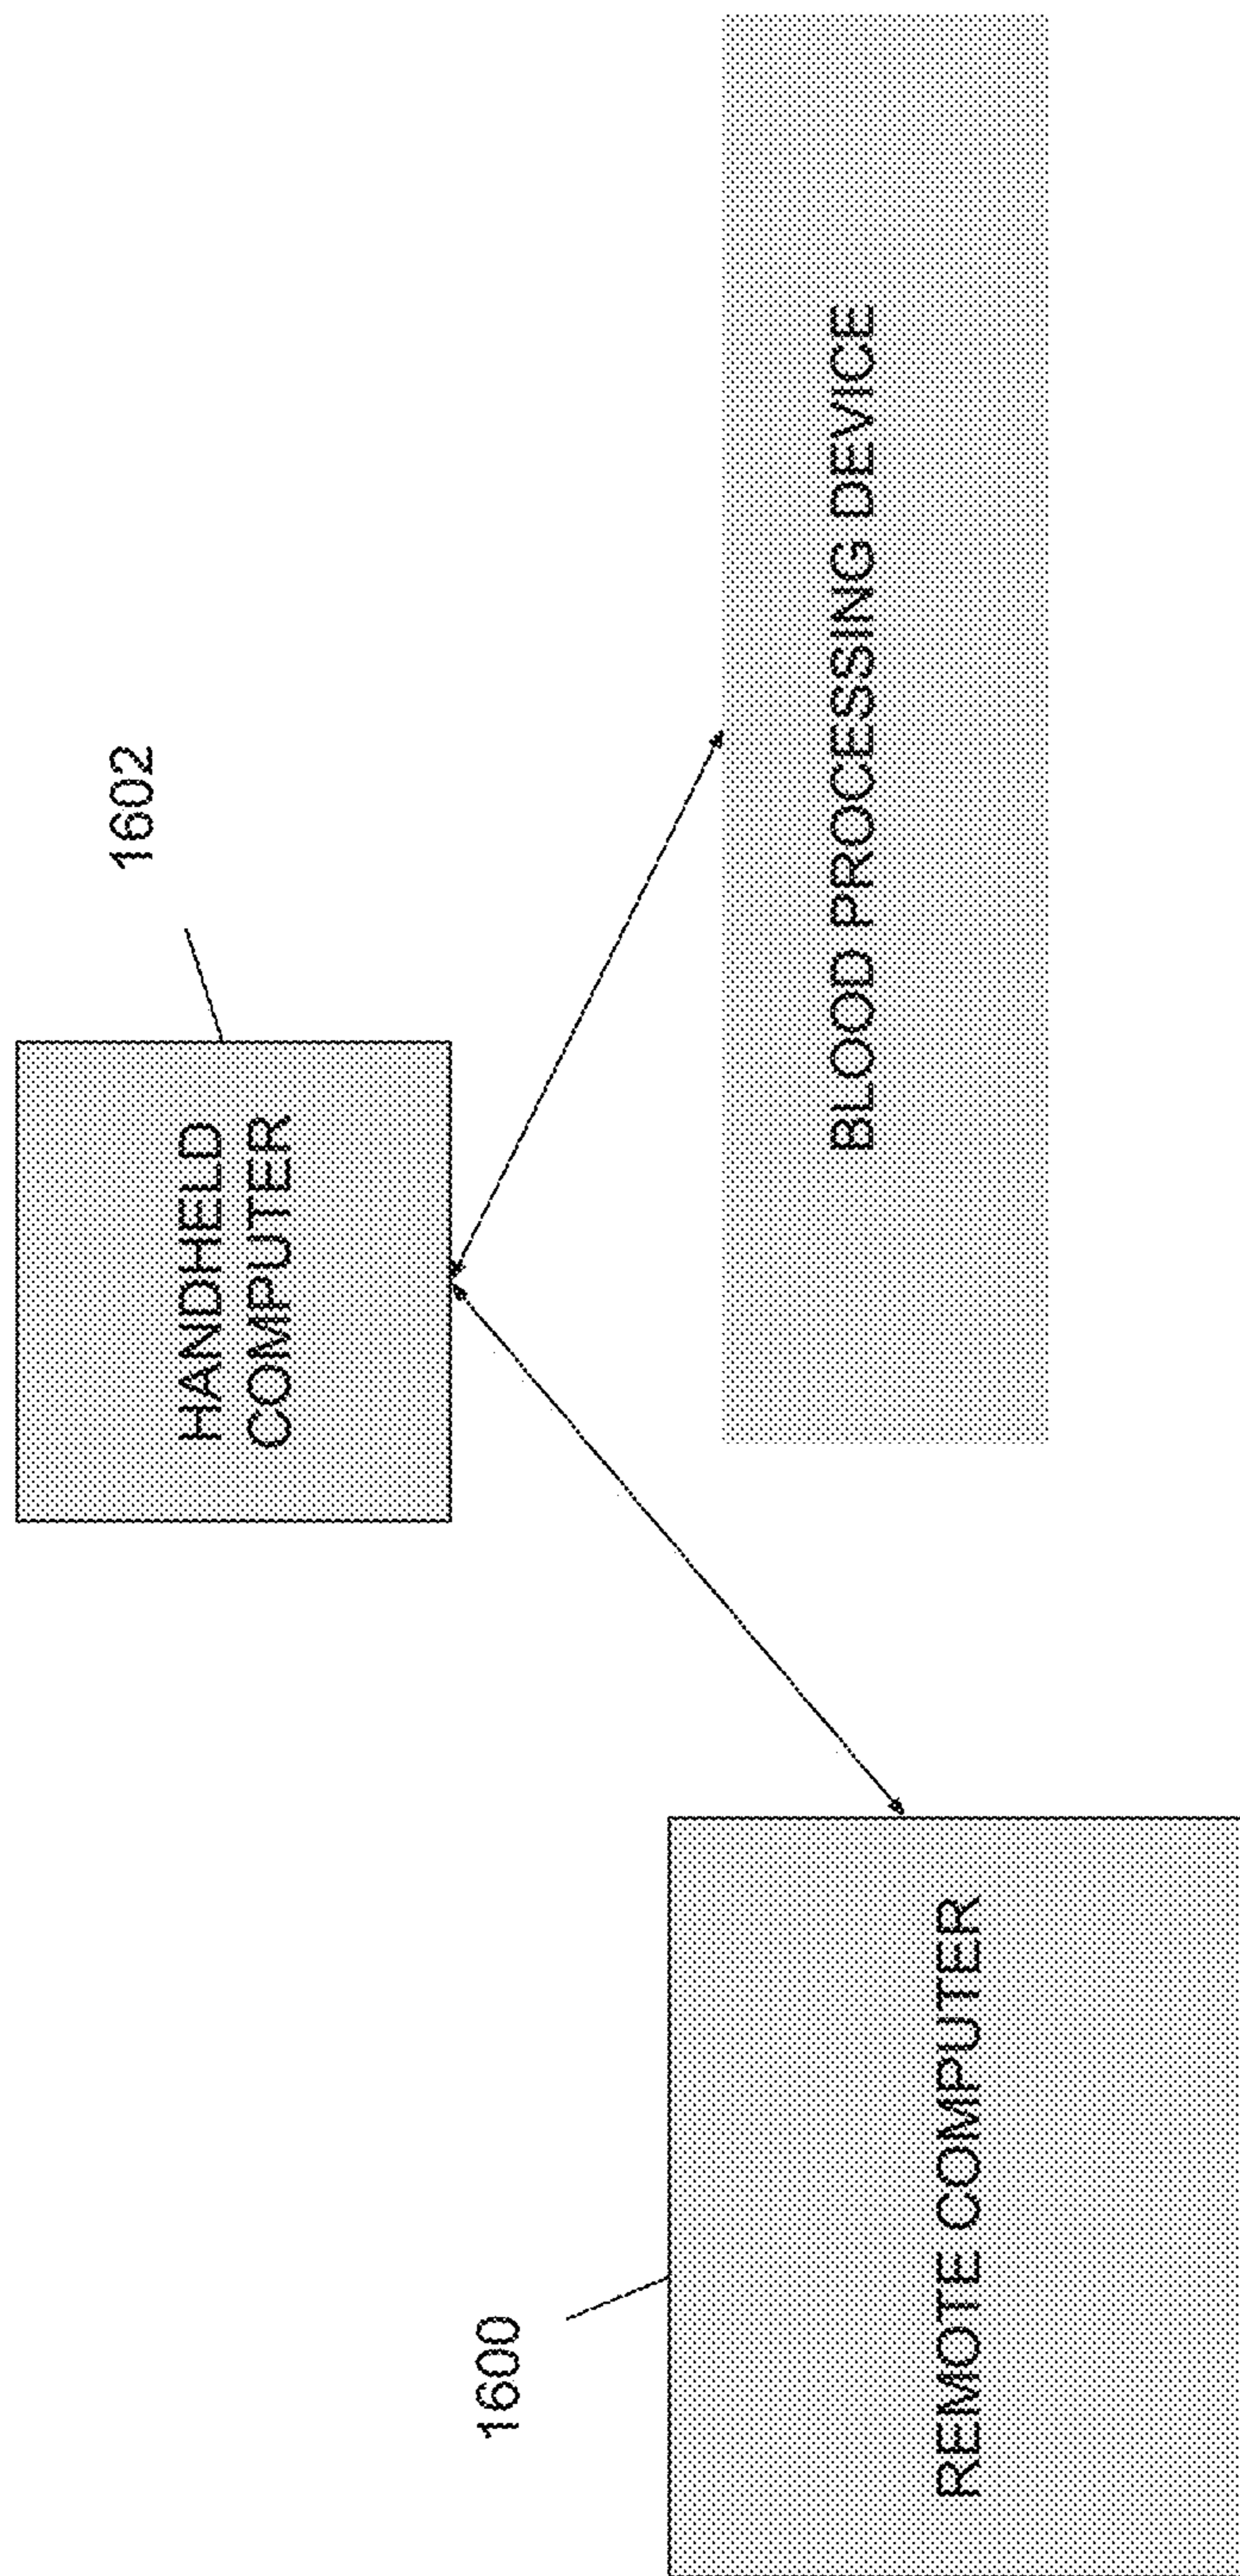 1602
HANDHELD
COMPUTER
1600
REMOTE COMPUTER
BLOOD PROCESSING DEVICE